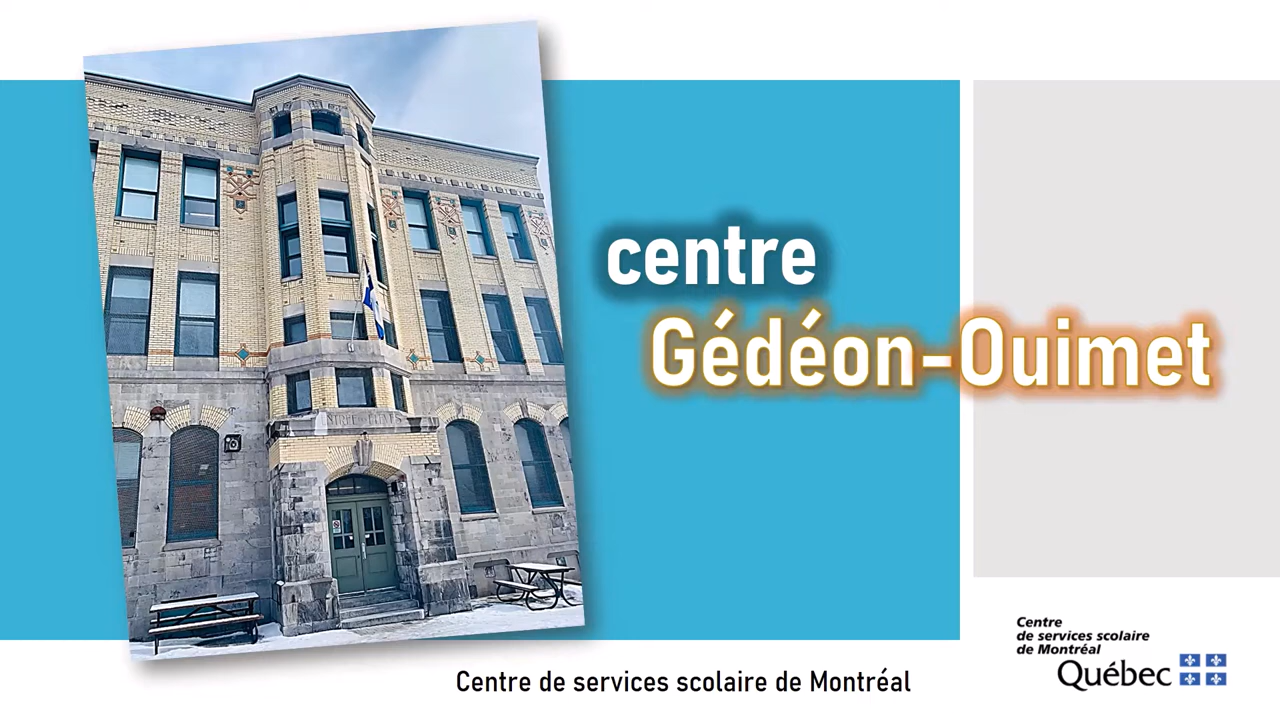 centre
Gédéon-Ouimet
Centre de services scolaire de Montréal
Centre
de services scolaire
de Montréal
Québec